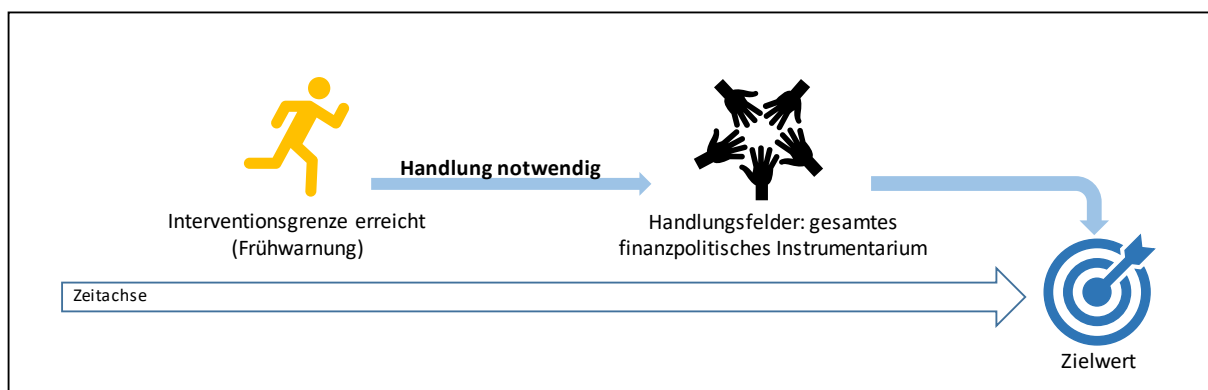 Handlung notwendig
Interventionsgrenze erreicht
(Frühwarnung)
Handlungsfelder: gesamtes
finanzpolitisches Instrumentarium
Zeitachse
Zielwert